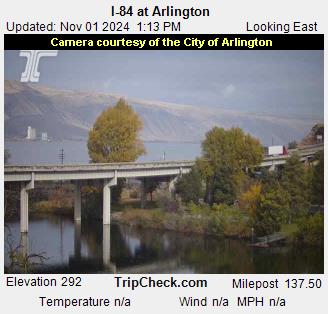 I-84 at Arlington
Updated: Nov 01 2024 1:13 PM Looking East
Camera courtesy of the City of Arlington
Elevation 292 TripCheck.com Milepost 137.50
Temperature n/a Wind n/a MPH n/a